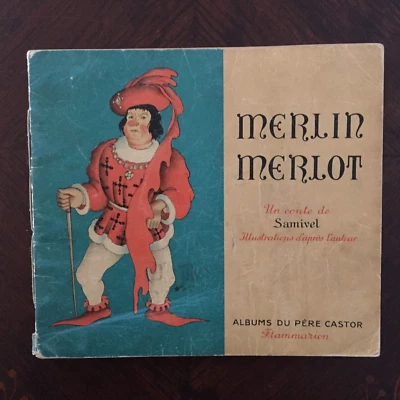 MERLIN
MERLOT
Un conte de
Samivel
Illustrations d'après l'auteur
ALBUMS DU PÈRE CASTOR
Flammarion